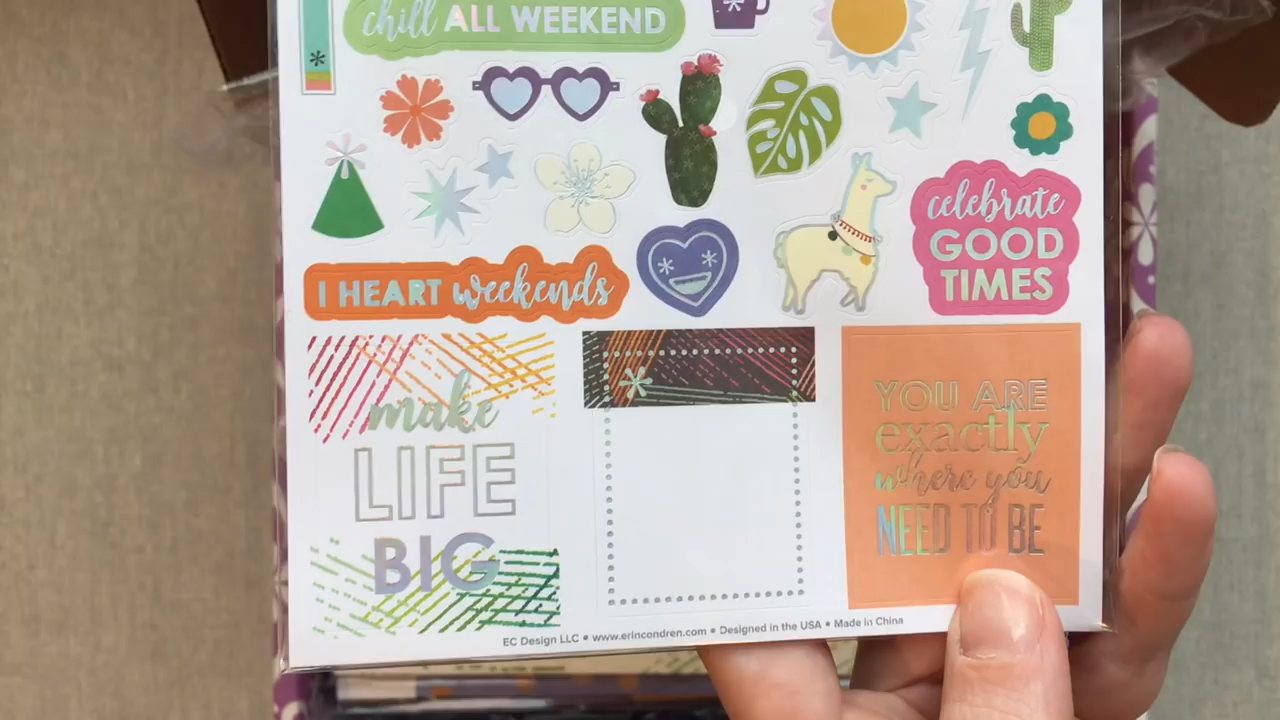 chill ALL WEEKEND
celebrate
GOOD
TIMES
I HEART weekends
make
LIFE
BIG
YOU ARE
exactly
where you
NEED TO BE
EC Design LLC • www.erincondren.com • Designed in the USA • Made in China